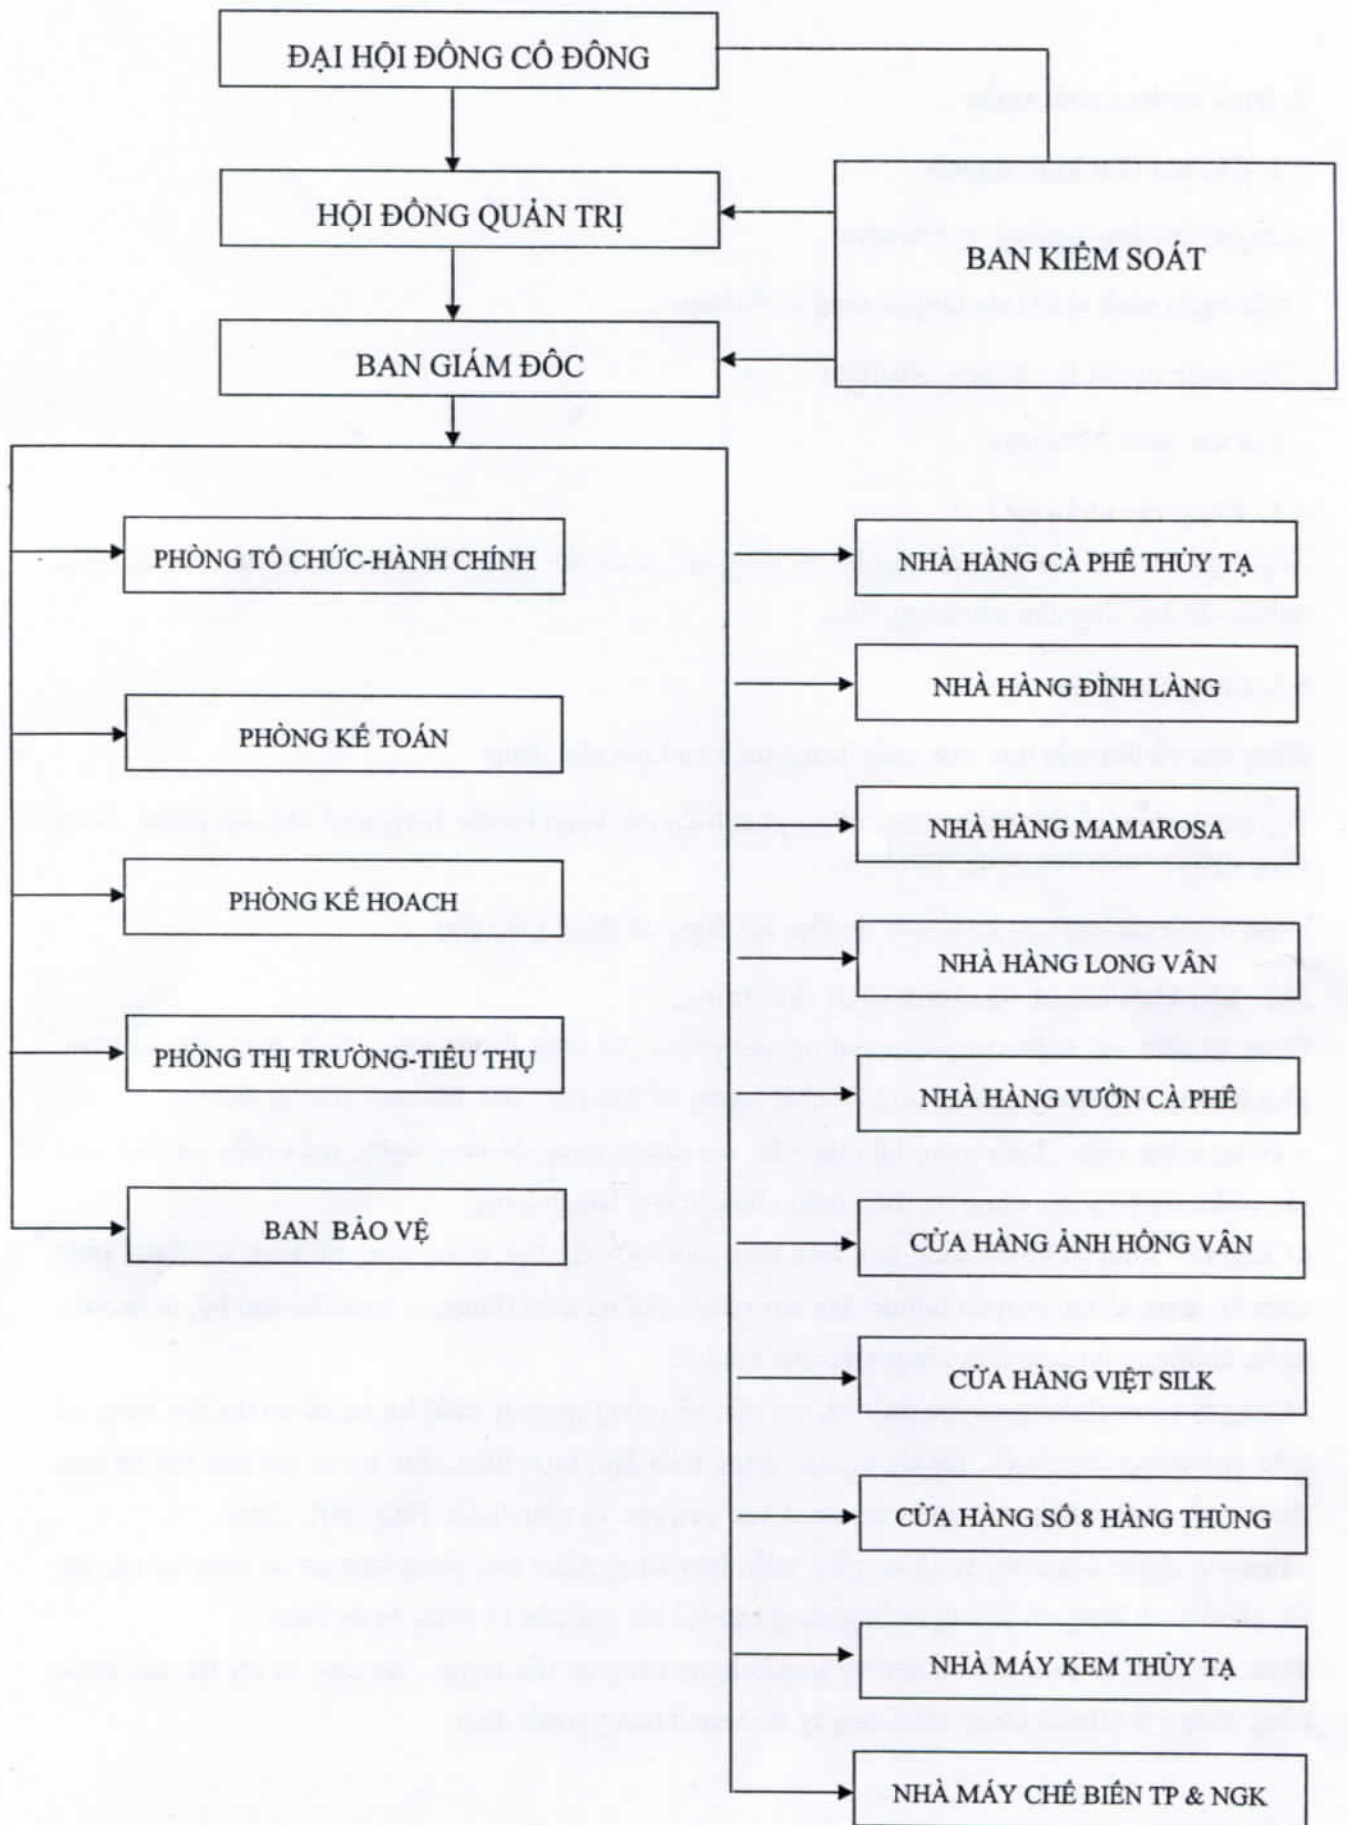 ĐẠI HỘI ĐỒNG CỔ ĐÔNG
HỘI ĐỒNG QUẢN TRỊ
BAN KIỂM SOÁT
BAN GIÁM ĐỐC
PHÒNG TỔ CHỨC-HÀNH CHÍNH
PHÒNG KẾ TOÁN
PHÒNG KẾ HOẠCH
PHÒNG THỊ TRƯỜNG-TIÊU THỤ
BAN BẢO VỆ
NHÀ HÀNG CÀ PHÊ THỦY TẠ
NHÀ HÀNG ĐÌNH LÀNG
NHÀ HÀNG MAMAROSA
NHÀ HÀNG LONG VÂN
NHÀ HÀNG VƯỜN CÀ PHÊ
CỬA HÀNG ẢNH HỒNG VÂN
CỬA HÀNG VIỆT SILK
CỬA HÀNG SỐ 8 HÀNG THÙNG
NHÀ MÁY KEM THỦY TẠ
NHÀ MÁY CHẾ BIẾN TP & NGK